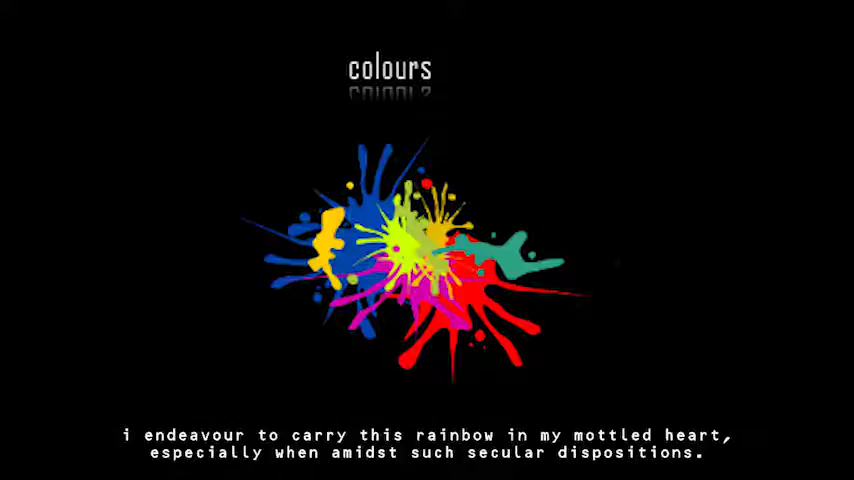 colours
i endeavour to carry this rainbow in my mottled heart,
especially when amidst such secular dispositions.